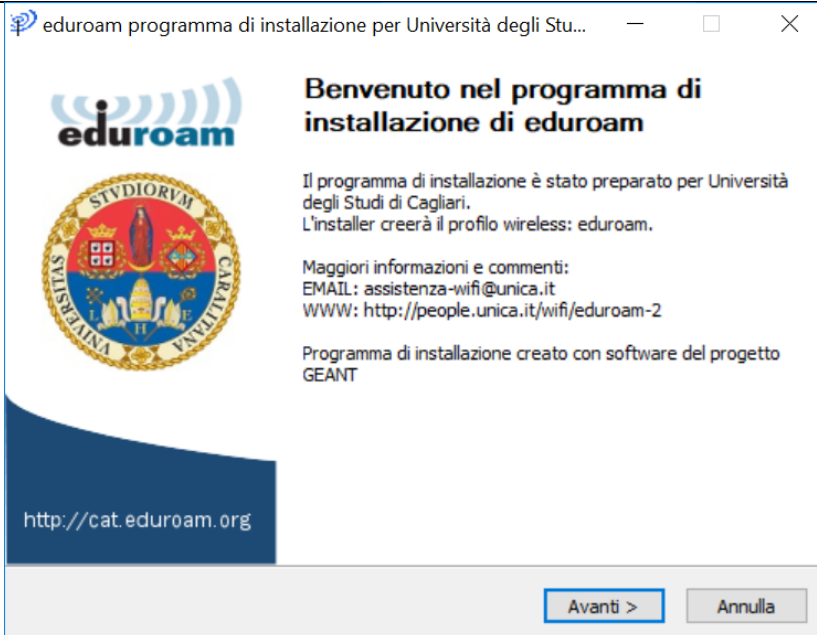 eduroam programma di installazione per Università degli Stu...
eduroam
Benvenuto nel programma di
installazione di eduroam
STVDIORVM
VNIVERSITAS
CARALITANA
L H E
Il programma di installazione è stato preparato per Università
degli Studi di Cagliari.
L'installer creerà il profilo wireless: eduroam.
Maggiori informazioni e commenti:
EMAIL: assistenza-wifi@unica.it
WWW: http://people.unica.it/wifi/eduroam-2
Programma di installazione creato con software del progetto
GEANT
http://cat.eduroam.org
Avanti >
Annulla